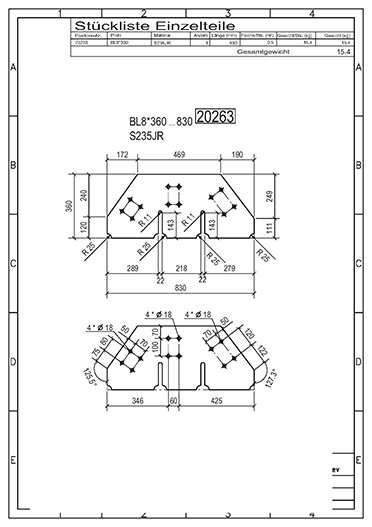 1 2 3 4
Stückliste Einzelteile
Positionsnr. Profil Material Anzahl Länge (mm) Fläche/Stk. (m²) Gewicht/Stk. (kg) Gewicht (kg)
20263 BL8*360 S235JR 1 830 0.5 15.4 15.4
Gesamtgewicht 15.4
A A
BL8*360 ... 830 20263
S235JR
B B
172 469 190
360 240 120 R 11 143 R 11 143 249 111
R 25 R 25 R 25 R 25
C C
289 22 218 22 279
830
4 * Ø 18 4 * Ø 18
75 80 55 70 100 70 70 50 120 122
D D
125.5° 127.3°
346 60 425
E E
ev
1 2 3 4